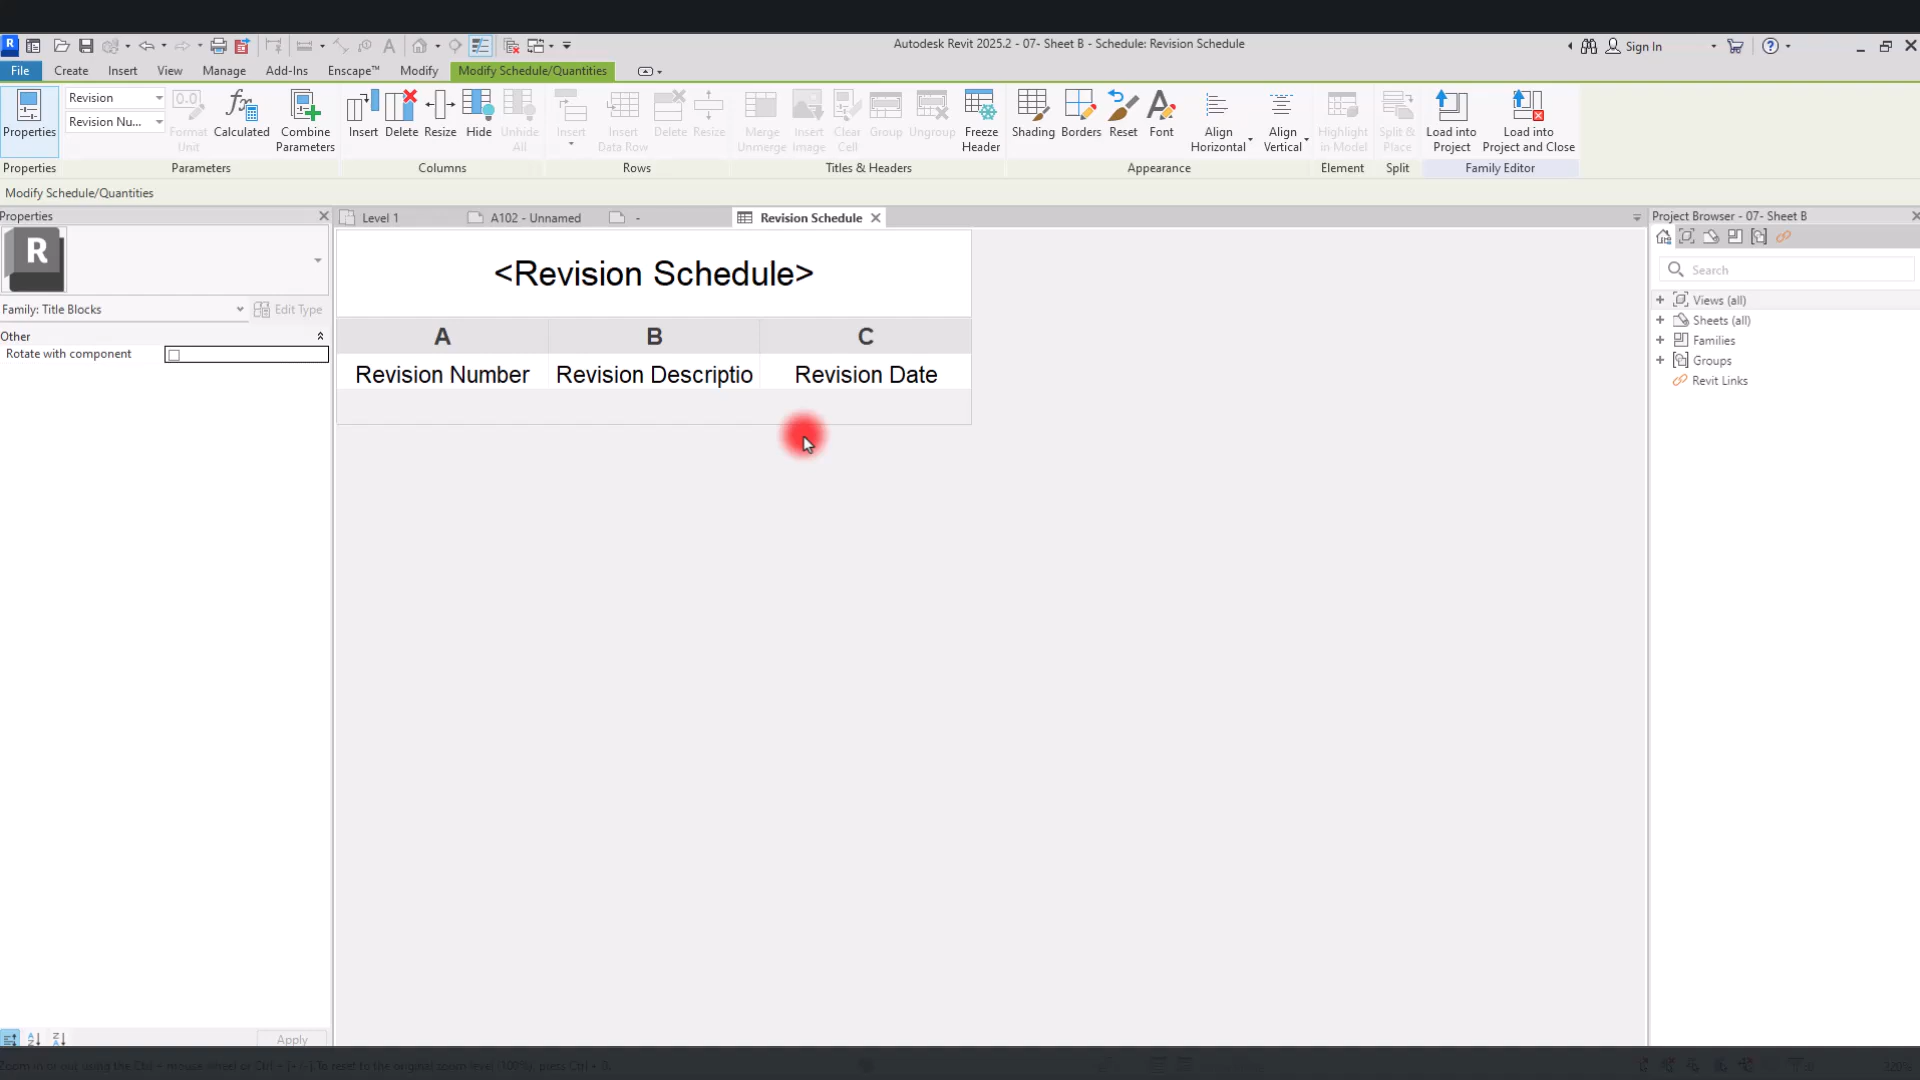 R
Autodesk Revit 2025.2 - 07- Sheet B - Schedule: Revision Schedule
Sign In
?
File Create Insert View Manage Add-Ins Enscape™ Modify Modify Schedule/Quantities
Revision
Revision Nu...
Properties
0.0
Format Unit
fx
Calculated
Combine Parameters
Insert
Delete
Resize
Hide
Unhide All
Insert
Insert Data Row
Delete
Resize
Merge Unmerge
Insert Image
Clear Cell
Group
Ungroup
Freeze Header
Shading
Borders
Reset
Font
Align Horizontal
Align Vertical
Highlight in Model
Split & Place
Load into Project
Load into Project and Close
Properties Parameters Columns Rows Titles & Headers Appearance Element Split Family Editor
Modify Schedule/Quantities
Properties
R
Family: Title Blocks
Edit Type
Other
Rotate with component
Apply
Level 1
A102 - Unnamed
-
Revision Schedule
<Revision Schedule>
A B C
Revision Number Revision Descriptio Revision Date
Project Browser - 07- Sheet B
Search
Views (all)
Sheets (all)
Families
Groups
Revit Links